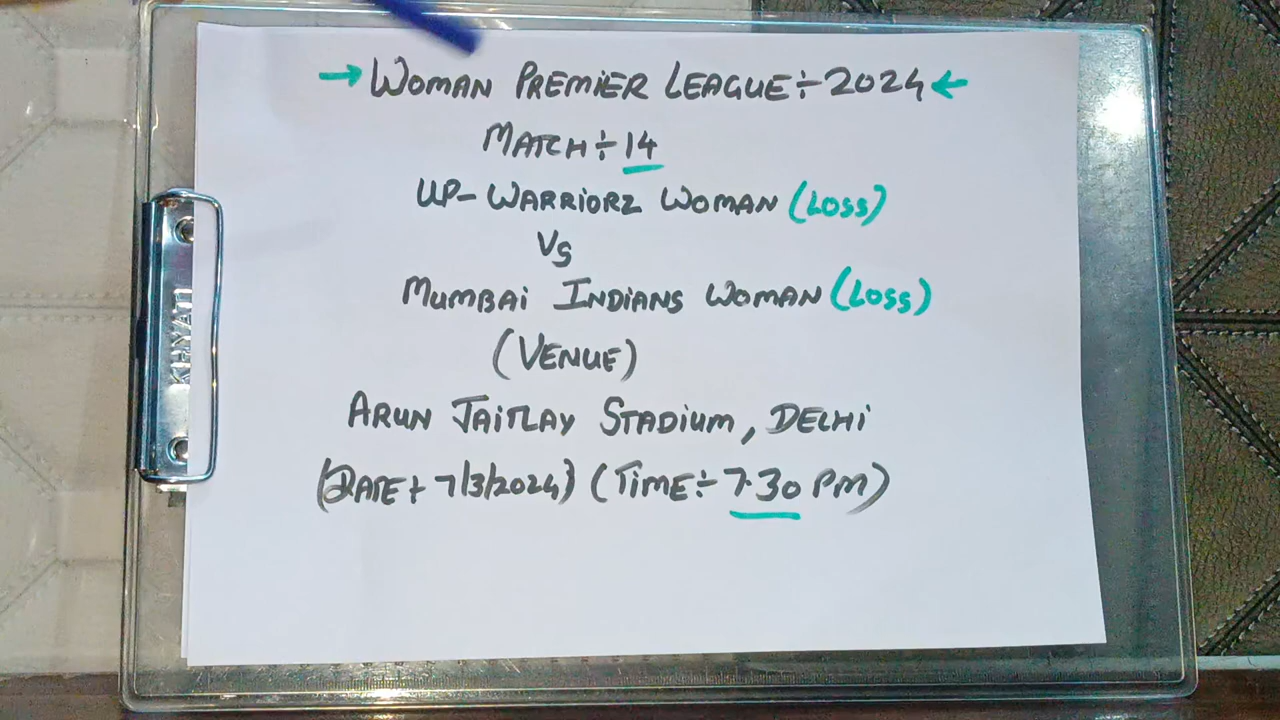 → WOMAN PREMIER LEAGUE ÷ 2024 ←
MATCH ÷ 14
UP - WARRIORZ WOMAN (LOSS)
VS
MUMBAI INDIANS WOMAN (LOSS)
(VENUE)
ARUN JAITLAY STADIUM, DELHI
(DATE ÷ 7/3/2024) (TIME ÷ 7.30 PM)
KHYATI